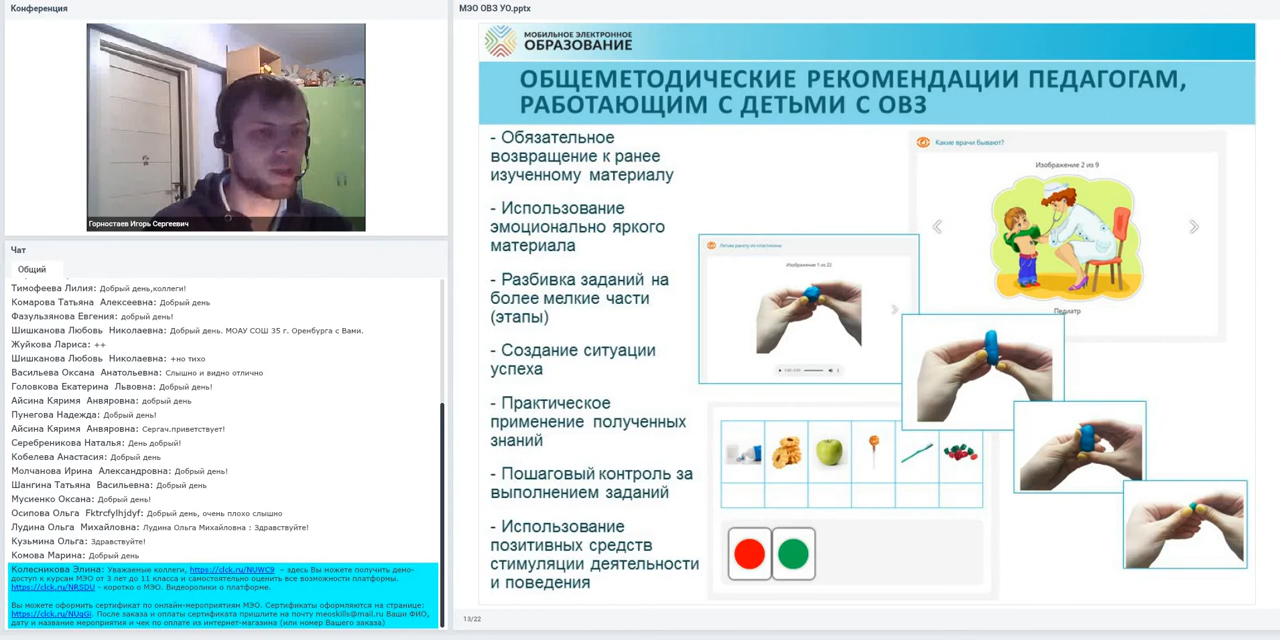 Конференция
Горностаев Игорь Сергеевич
Чат
Общий
Тимофеева Лилия: Добрый день,коллеги!
Комарова Татьяна Алексеевна: Добрый день
Фазульзянова Евгения: добрый день!
Шишканова Любовь Николаевна: Добрый день. МОАУ СОШ 35 г. Оренбурга с Вами.
Жуйкова Лариса: ++
Шишканова Любовь Николаевна: +но тихо
Васильева Оксана Анатольевна: Слышно и видно отлично
Головкова Екатерина Львовна: Добрый день!
Айсина Кяримя Анвяровна: добрый день
Пунегова Надежда: Добрый день!
Айсина Кяримя Анвяровна: Сергач.приветствует!
Серебреникова Наталья: День добрый!
Кобелева Анастасия: Добрый день
Молчанова Ирина Александровна: Добрый день!
Шангина Татьяна Васильевна: Добрый день
Мусиенко Оксана: Добрый день!
Осипова Ольга Fktrcfylhjdyf: Добрый день, очень плохо слышно
Лудина Ольга Михайловна: Лудина Ольга Михайловна : Здравствуйте!
Кузьмина Ольга: Здравствуйте!
Комова Марина: Добрый день
Колесникова Элина: Уважаемые коллеги, https://clck.ru/NUWC9 – здесь Вы можете получить демо-
доступ к курсам МЭО от 3 лет до 11 класса и самостоятельно оценить все возможности платформы.
https://clck.ru/NRSDU - коротко о МЭО. Видеоролики о платформе.
Вы можете оформить сертификат по онлайн-мероприятиям МЭО. Сертификаты оформляются на странице:
https://clck.ru/NUqGi. После заказа и оплаты сертификата пришлите на почту meoskills@mail.ru Ваши ФИО,
дату и название мероприятия и чек по оплате из интернет-магазина (или номер Вашего заказа)
МЭО ОВЗ УО.pptx
МОБИЛЬНОЕ ЭЛЕКТРОННОЕ
ОБРАЗОВАНИЕ
ОБЩЕМЕТОДИЧЕСКИЕ РЕКОМЕНДАЦИИ ПЕДАГОГАМ,
РАБОТАЮЩИМ С ДЕТЬМИ С ОВЗ
- Обязательное
возвращение к ранее
изученному материалу
- Использование
эмоционально яркого
материала
- Разбивка заданий на
более мелкие части
(этапы)
- Создание ситуации
успеха
- Практическое
применение полученных
знаний
- Пошаговый контроль за
выполнением заданий
- Использование
позитивных средств
стимуляции деятельности
и поведения
Какие врачи бывают?
Изображение 2 из 9
Педиатр
Лепим ракету из пластилина
Изображение 1 из 22
13/22